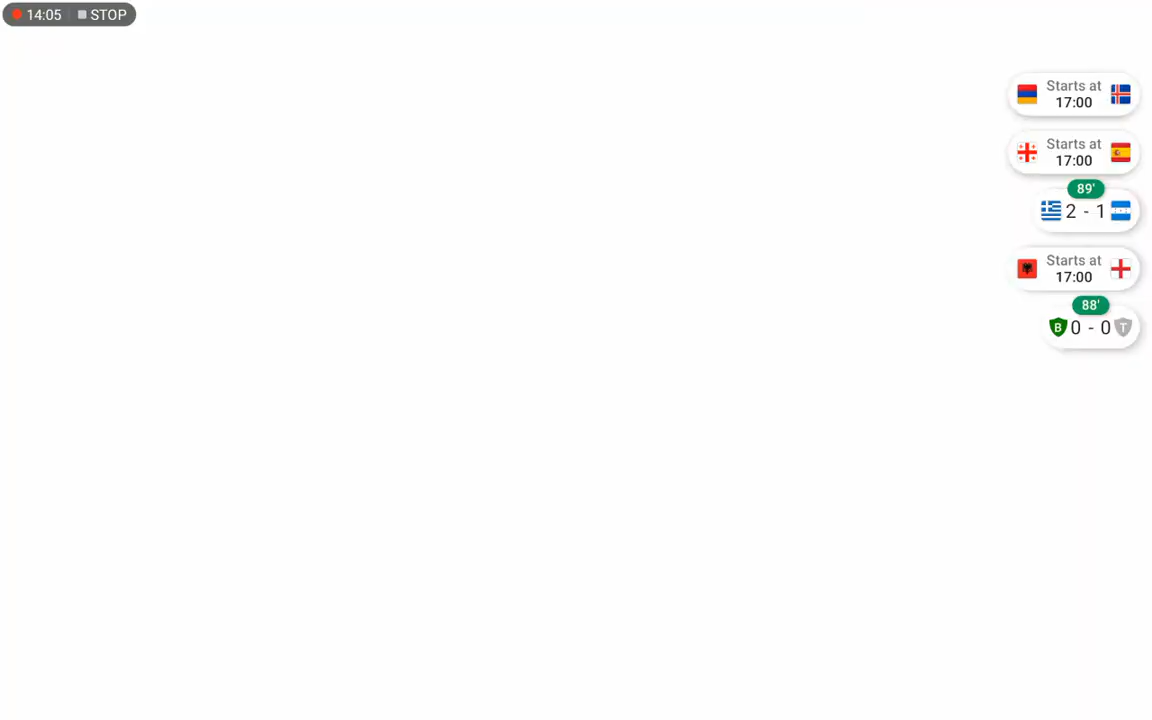 14:05 STOP
Starts at
17:00
Starts at
17:00
89'
2 - 1
Starts at
17:00
88'
B 0 - 0 T